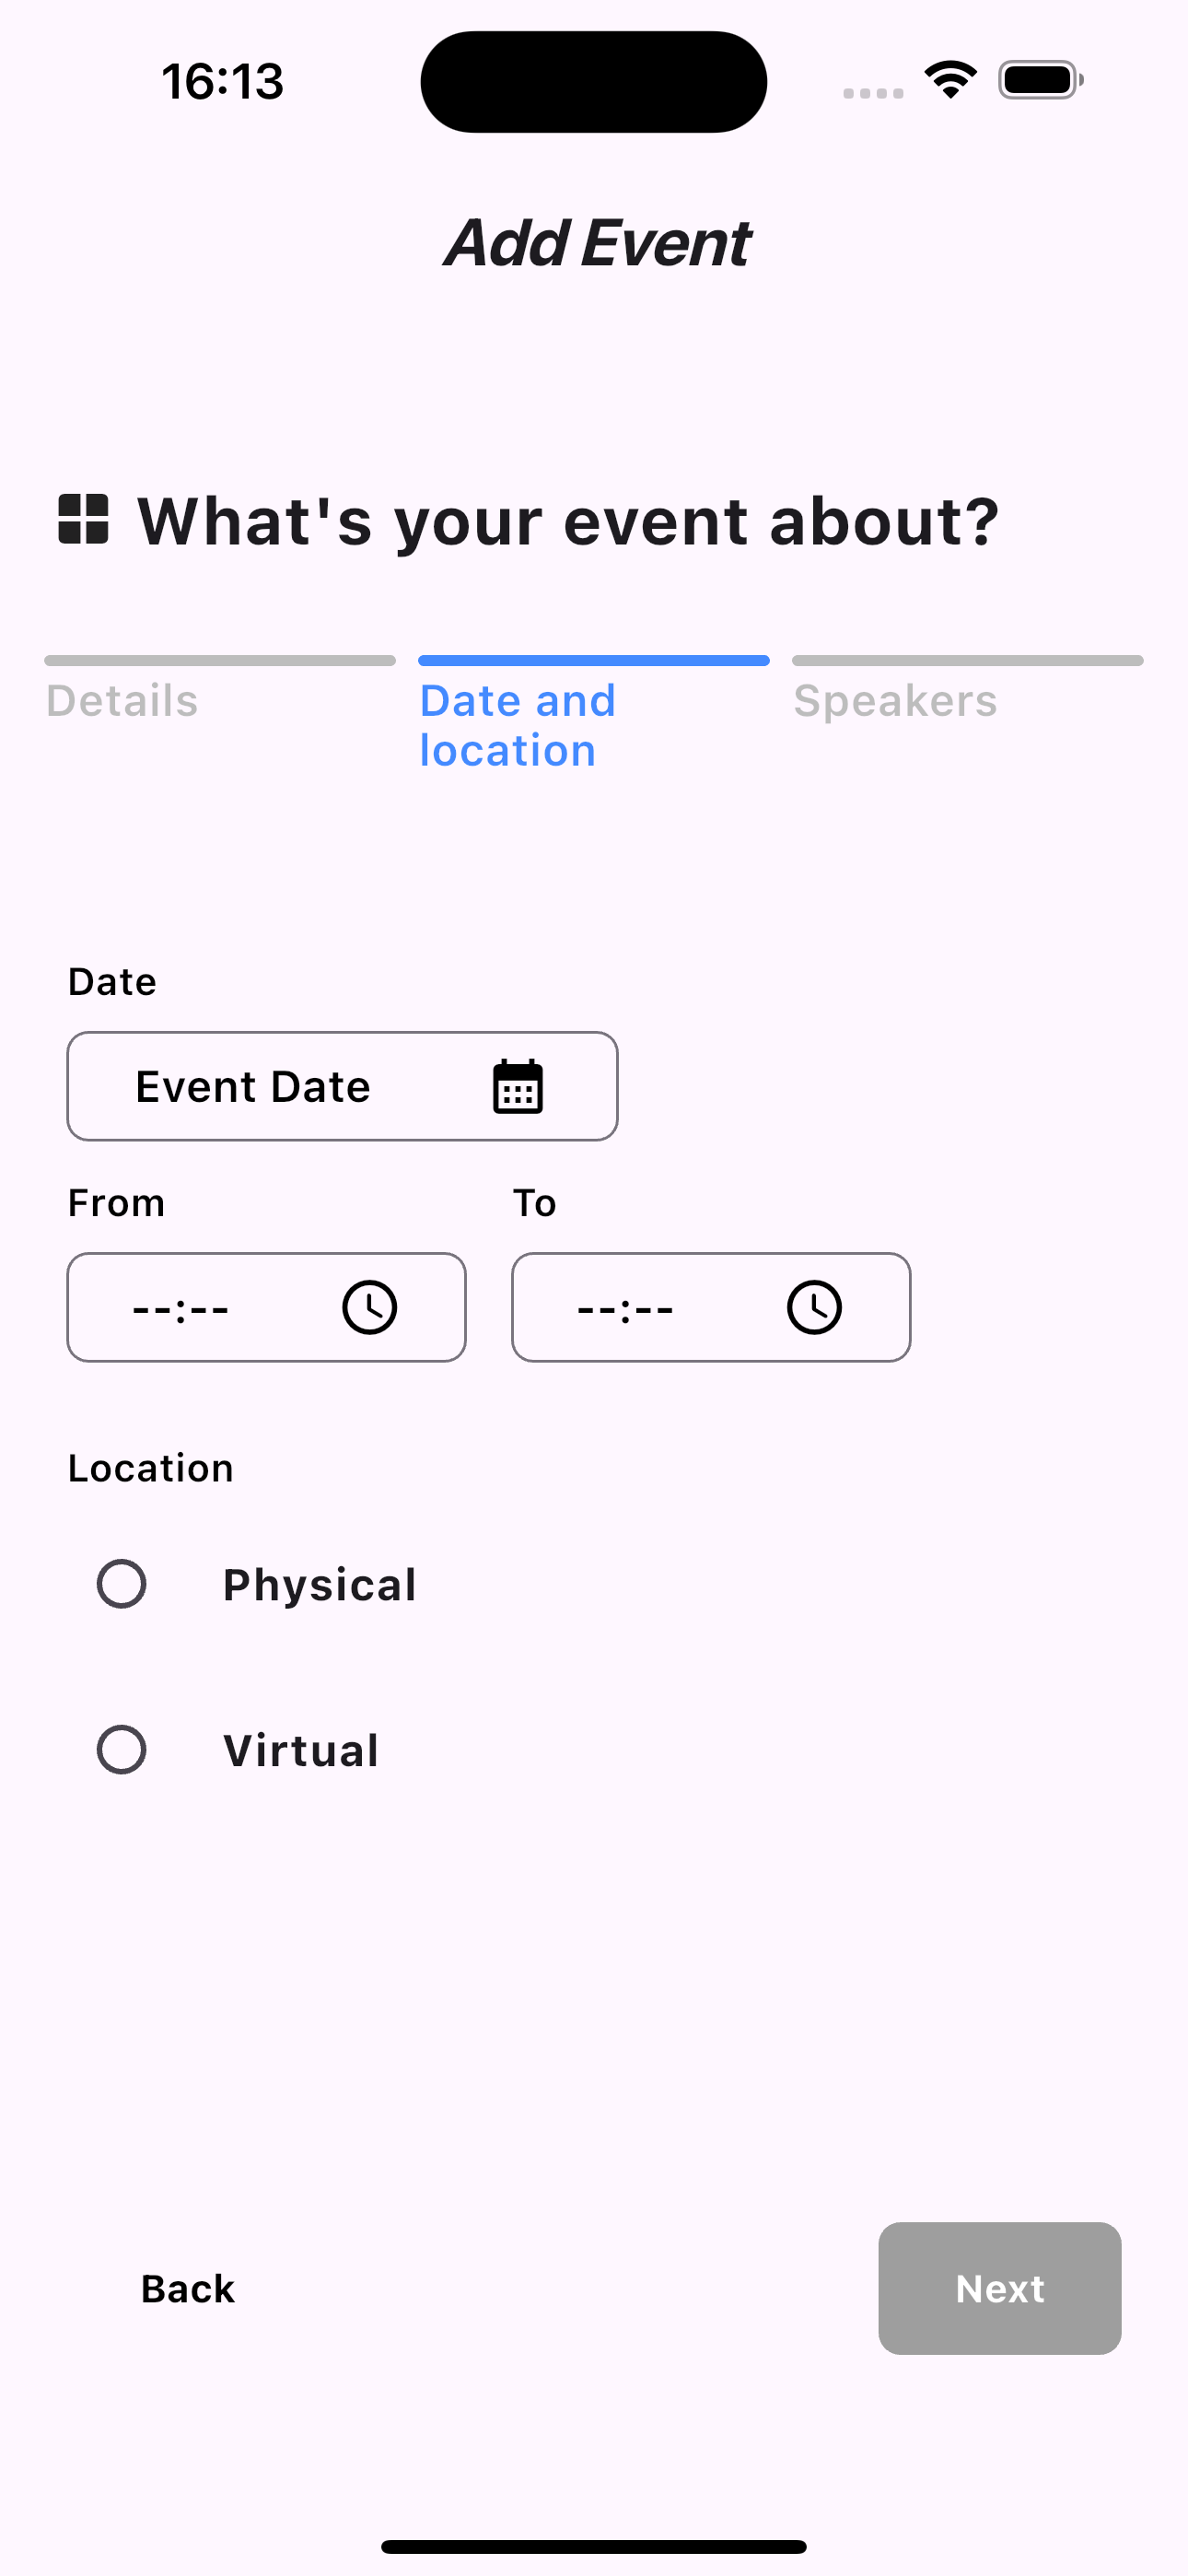 16:13
Add Event
What's your event about?
Details
Date and
location
Speakers
Date
Event Date
From
To
--:--
--:--
Location
Physical
Virtual
Back
Next